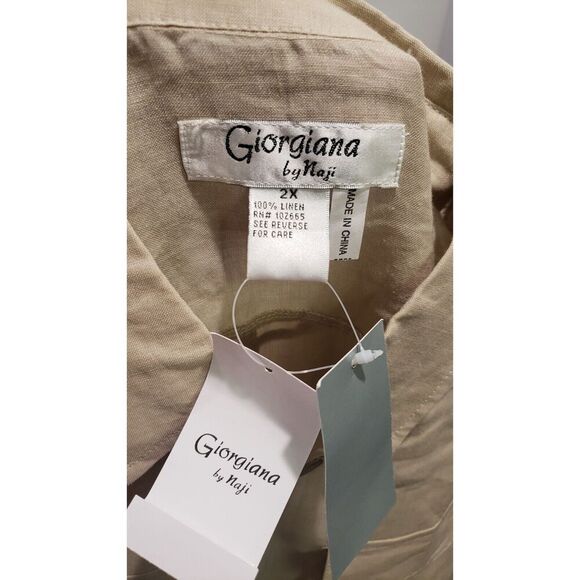 Giorgiana
by Naji
2X
100% LINEN
RN# 102665
SEE REVERSE
FOR CARE
MADE IN CHINA
Giorgiana
by Naji